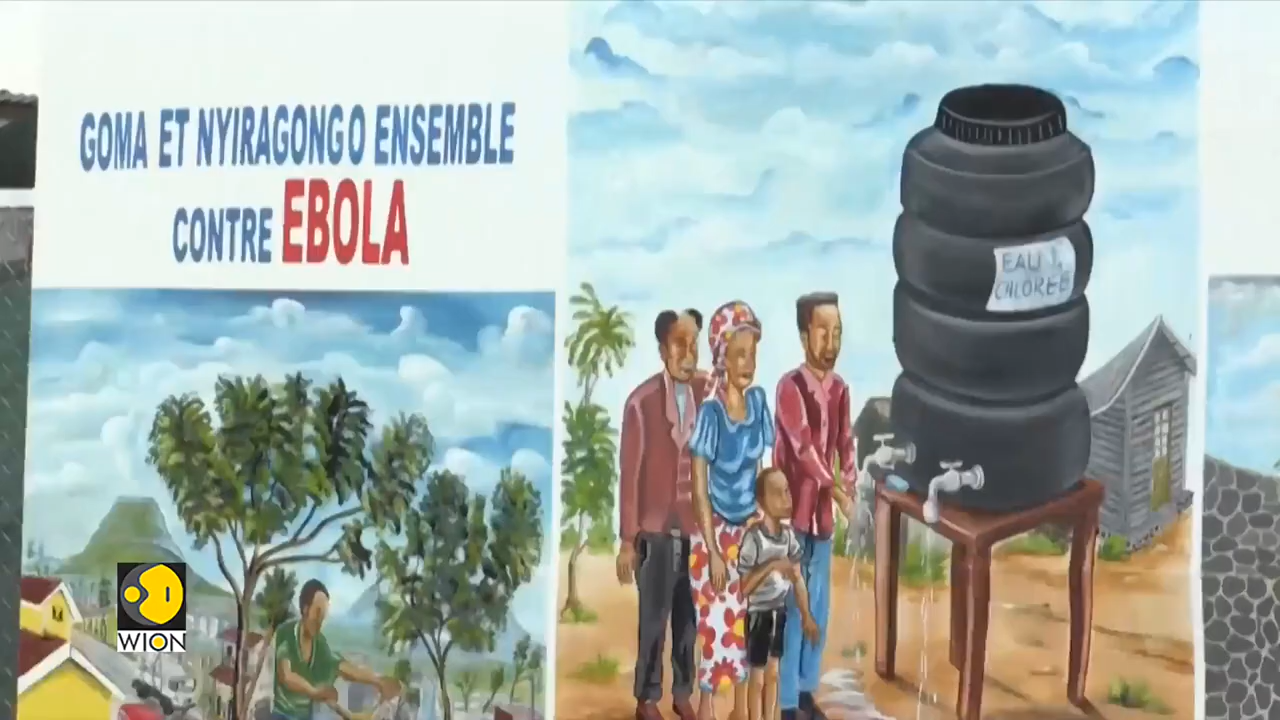 GOMA ET NYIRAGONGO ENSEMBLE
CONTRE EBOLA
EAU
CHLOREE
WION